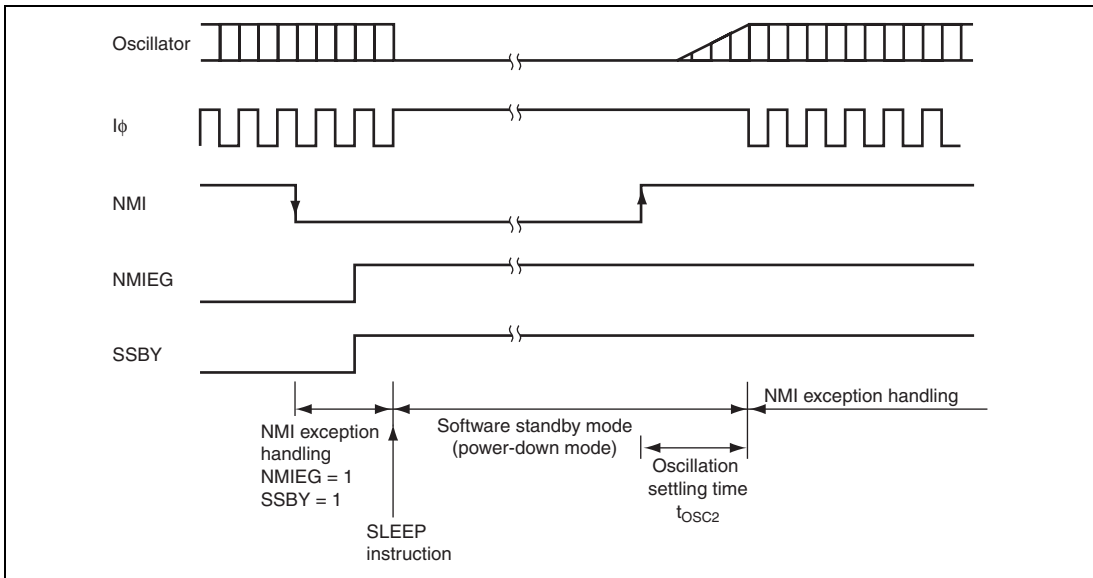 Oscillator
Iϕ
NMI
NMIEG
SSBY
NMI exception
handling
NMIEG = 1
SSBY = 1
SLEEP
instruction
Software standby mode
(power-down mode)
Oscillation
settling time
tOSC2
NMI exception handling